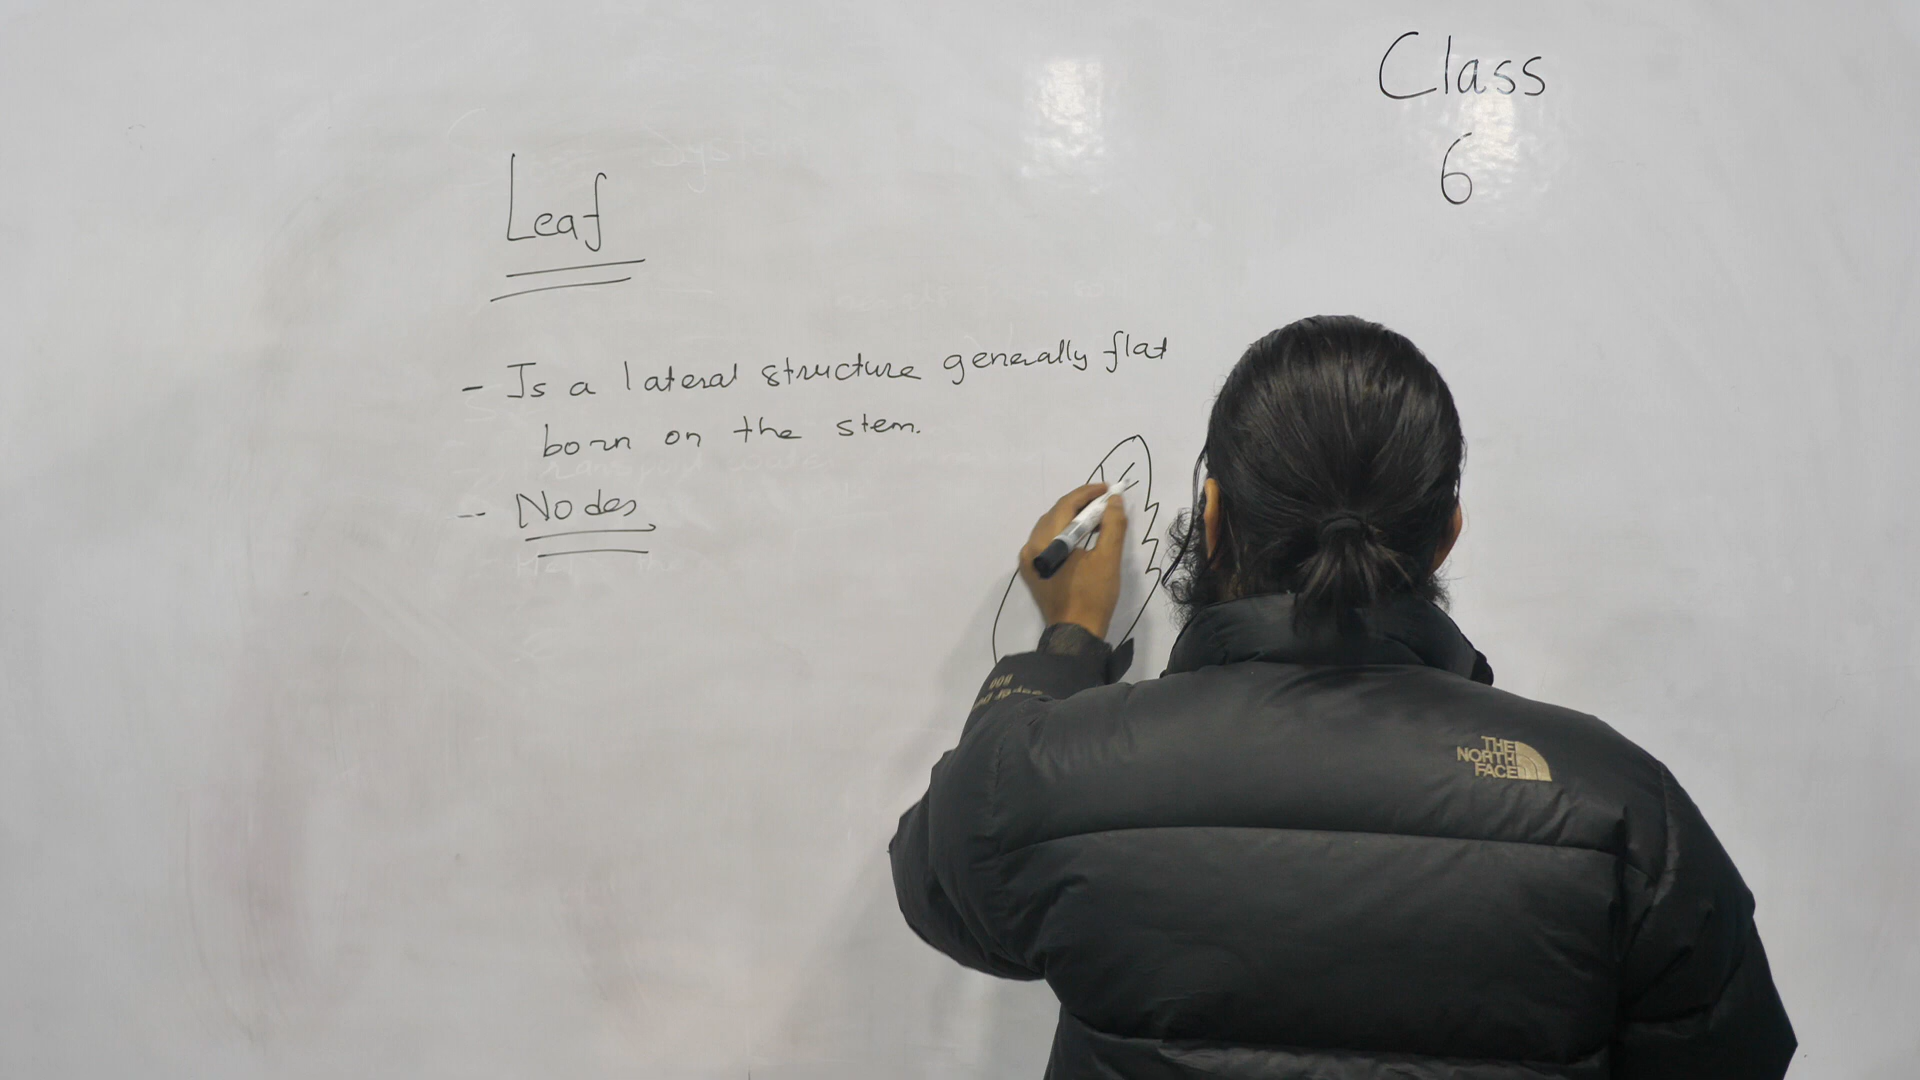 Class
6
Leaf
- Is a lateral structure generally flat
born on the stem.
-- Nodes
THE
NORTH
FACE